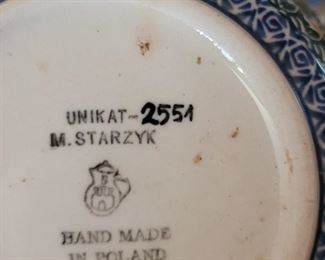 UNIKAT-2551
M. STARZYK
HAND MADE
IN POLAND